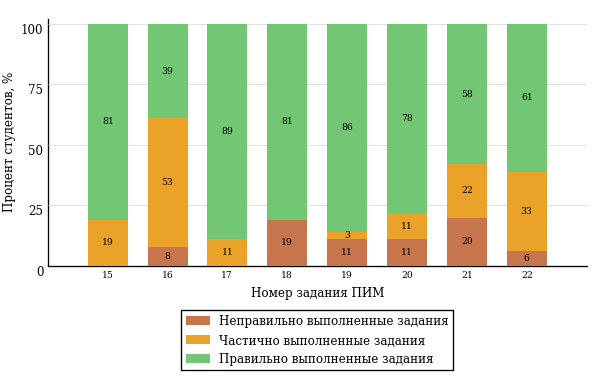 100
75
50
25
0
Процент студентов, %
81 39 89 81 86 78 58 61
19 53 11 19 3 11 22 33
8 11 11 20 6
15 16 17 18 19 20 21 22
Номер задания ПИМ
Неправильно выполненные задания
Частично выполненные задания
Правильно выполненные задания